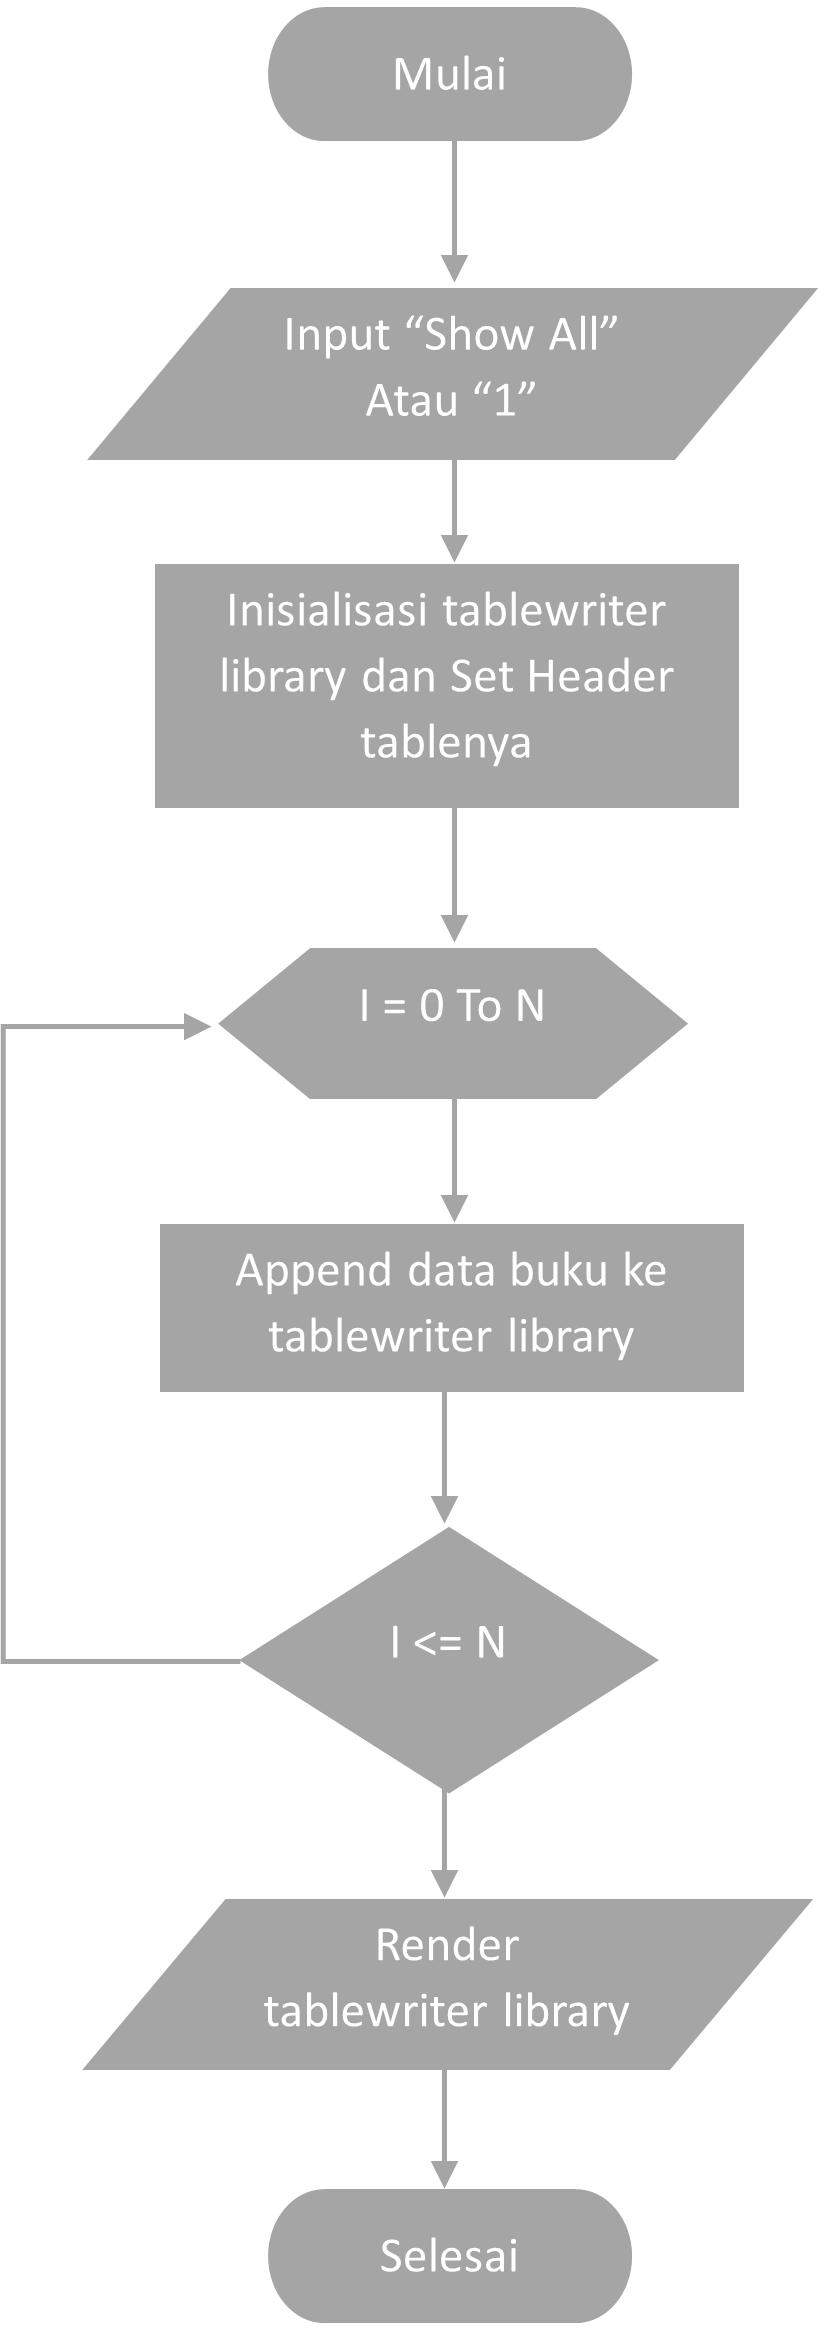 Mulai
Input “Show All”
Atau “1”
Inisialisasi tablewriter
library dan Set Header
tablenya
I = 0 To N
Append data buku ke
tablewriter library
I <= N
Render
tablewriter library
Selesai